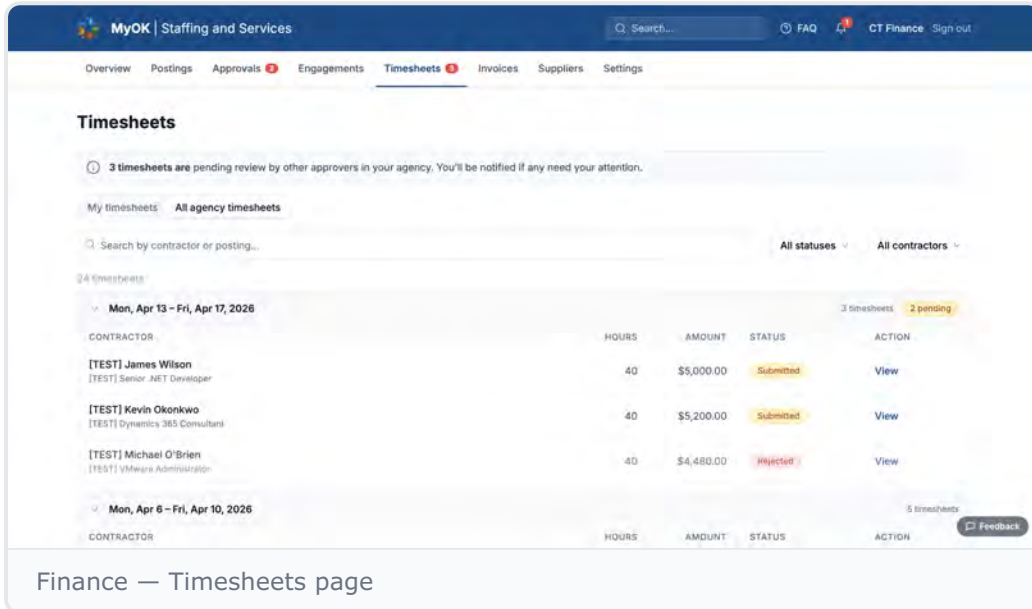 MyOK | Staffing and Services
Search...
FAQ
1
CT Finance Sign out
Overview Postings Approvals 3 Engagements Timesheets 5 Invoices Suppliers Settings
Timesheets
3 timesheets are pending review by other approvers in your agency. You'll be notified if any need your attention.
My timesheets All agency timesheets
Search by contractor or posting...
All statuses All contractors
24 timesheets
Mon, Apr 13 – Fri, Apr 17, 2026 3 timesheets 2 pending
CONTRACTOR HOURS AMOUNT STATUS ACTION
[TEST] James Wilson
[TEST] Senior .NET Developer
40 $5,000.00 Submitted View
[TEST] Kevin Okonkwo
[TEST] Dynamics 365 Consultant
40 $5,200.00 Submitted View
[TEST] Michael O'Brien
[TEST] VMware Administrator
40 $4,480.00 Rejected View
Mon, Apr 6 – Fri, Apr 10, 2026 5 timesheets
Feedback
CONTRACTOR HOURS AMOUNT STATUS ACTION
Finance — Timesheets page